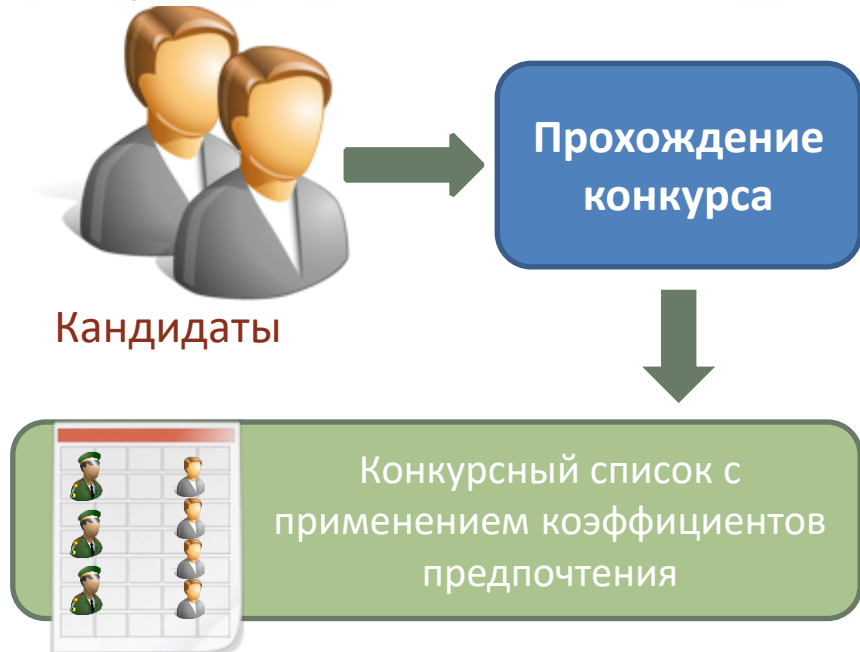 Прохождение
конкурса
Кандидаты
Конкурсный список с
применением коэффициентов
предпочтения